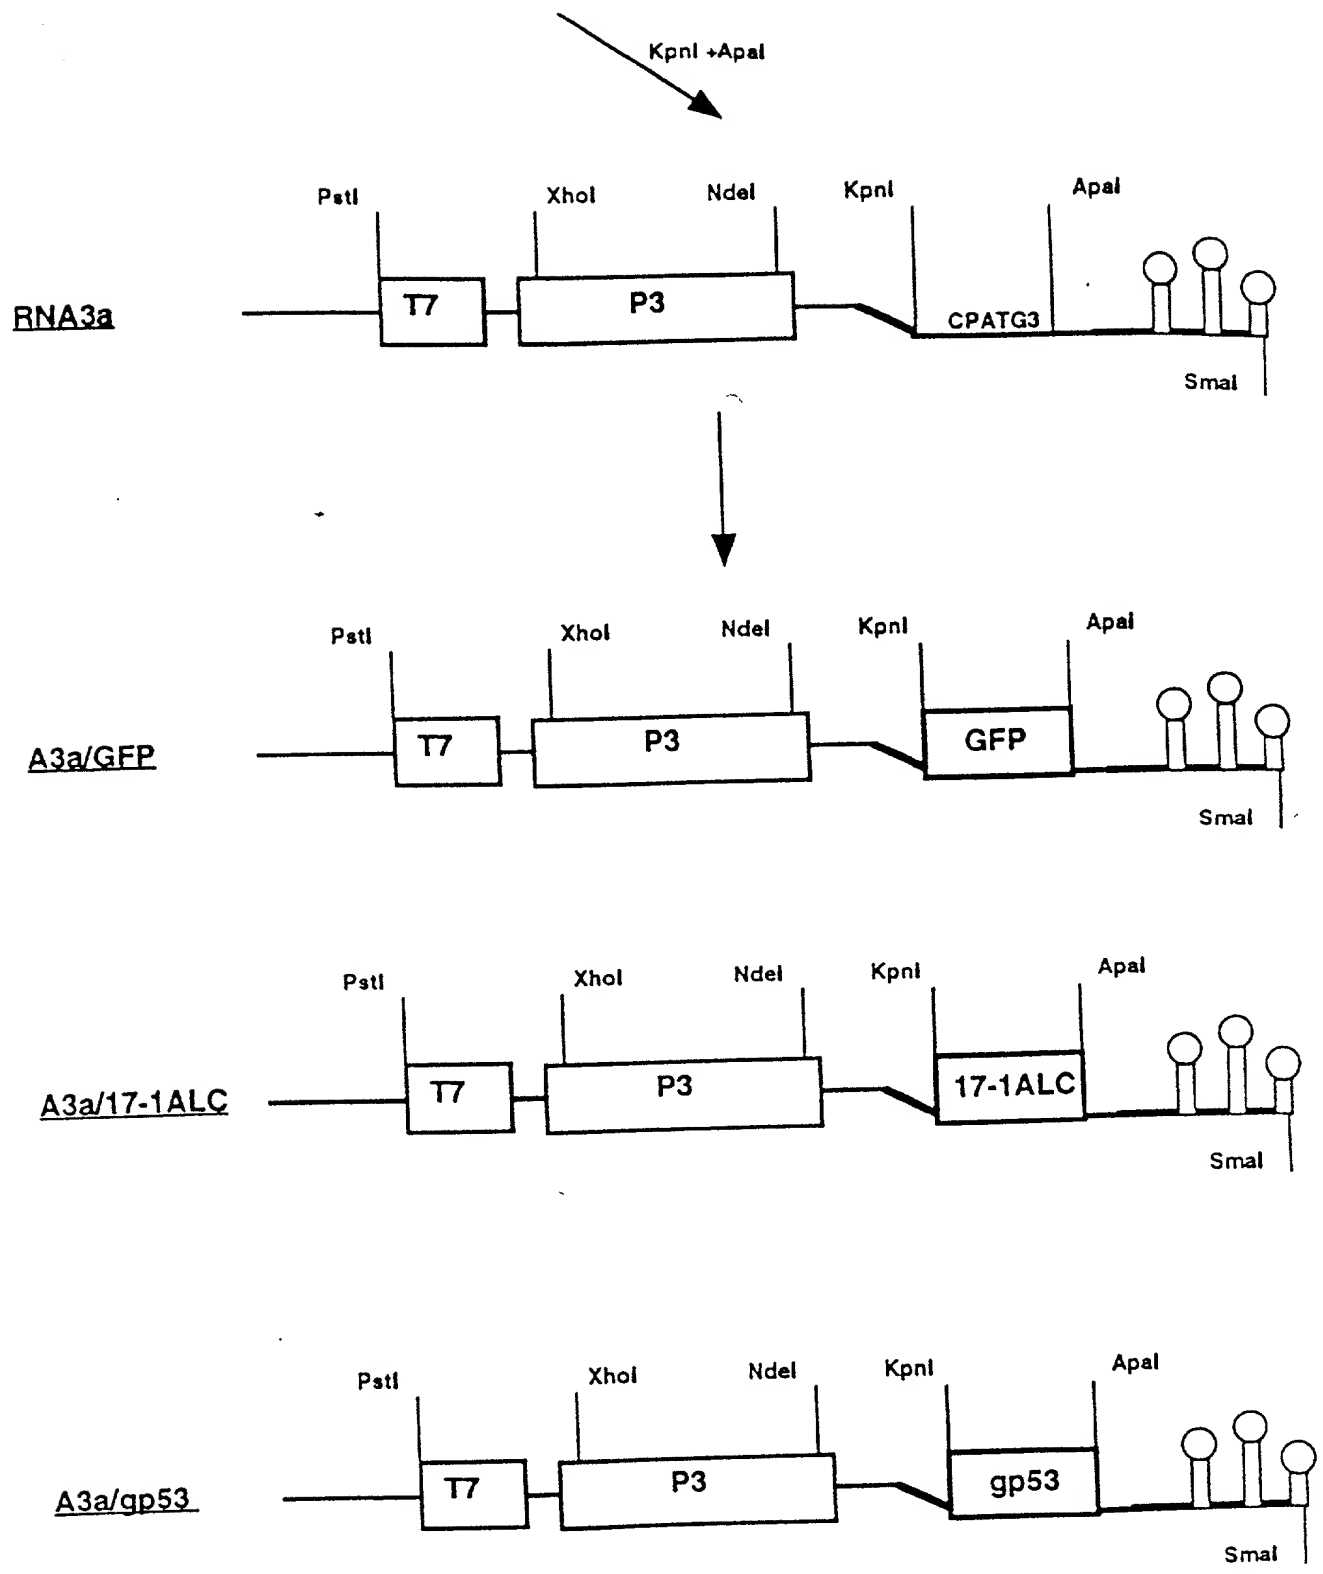 KpnI +ApaI
PstI XhoI NdeI KpnI ApaI
RNA3a T7 P3 CPATG3
SmaI
PstI XhoI NdeI KpnI ApaI
A3a/GFP T7 P3 GFP
SmaI
PstI XhoI NdeI KpnI ApaI
A3a/17-1ALC T7 P3 17-1ALC
SmaI
PstI XhoI NdeI KpnI ApaI
A3a/gp53 T7 P3 gp53
SmaI